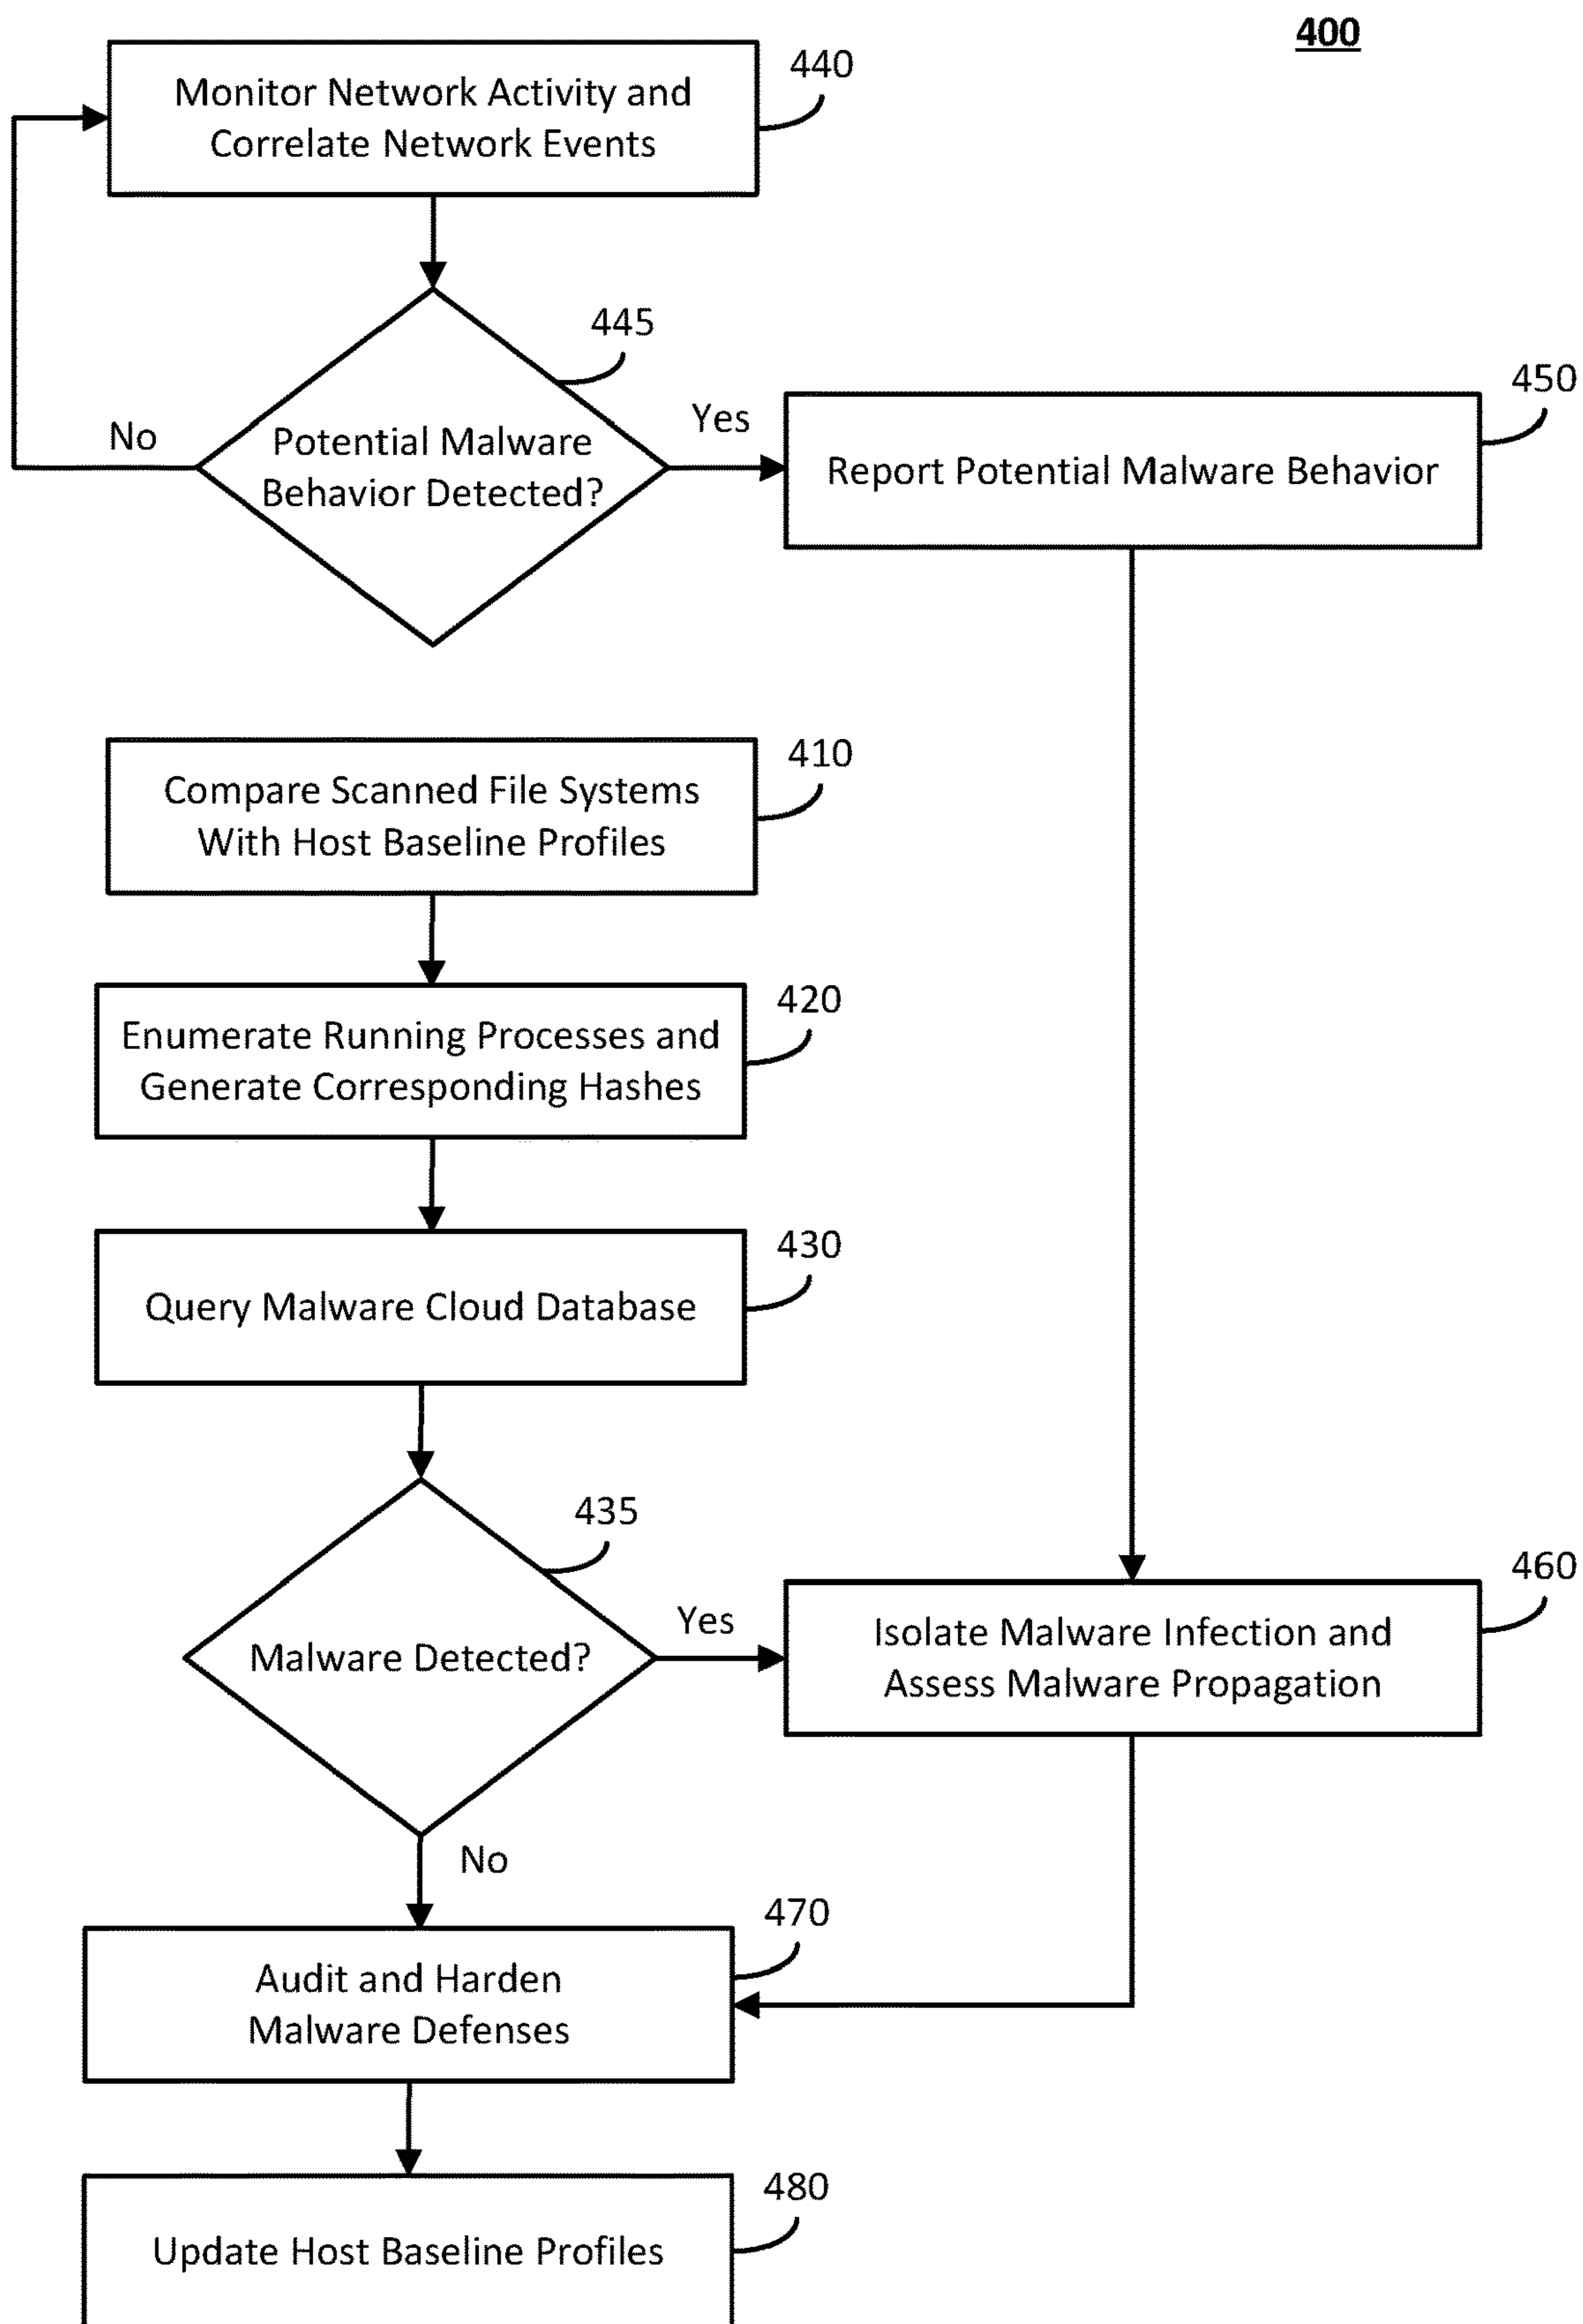 400
440
Monitor Network Activity and
Correlate Network Events
445
No
Potential Malware
Behavior Detected?
Yes
450
Report Potential Malware Behavior
410
Compare Scanned File Systems
With Host Baseline Profiles
420
Enumerate Running Processes and
Generate Corresponding Hashes
430
Query Malware Cloud Database
435
Malware Detected?
Yes
460
Isolate Malware Infection and
Assess Malware Propagation
No
470
Audit and Harden
Malware Defenses
480
Update Host Baseline Profiles